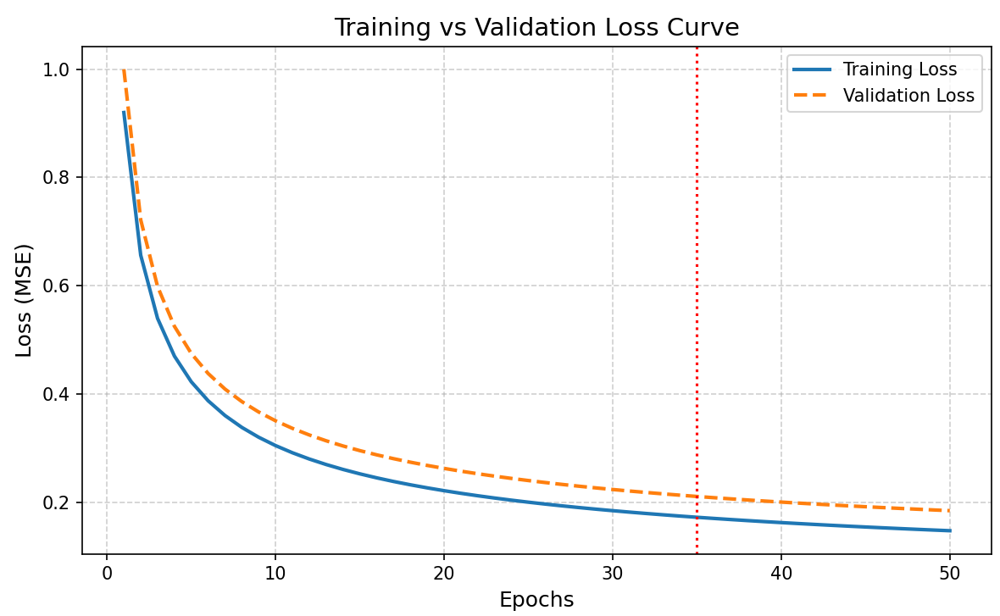 Training vs Validation Loss Curve
1.0
0.8
0.6
0.4
0.2
Loss (MSE)
Training Loss
Validation Loss
0 10 20 30 40 50
Epochs